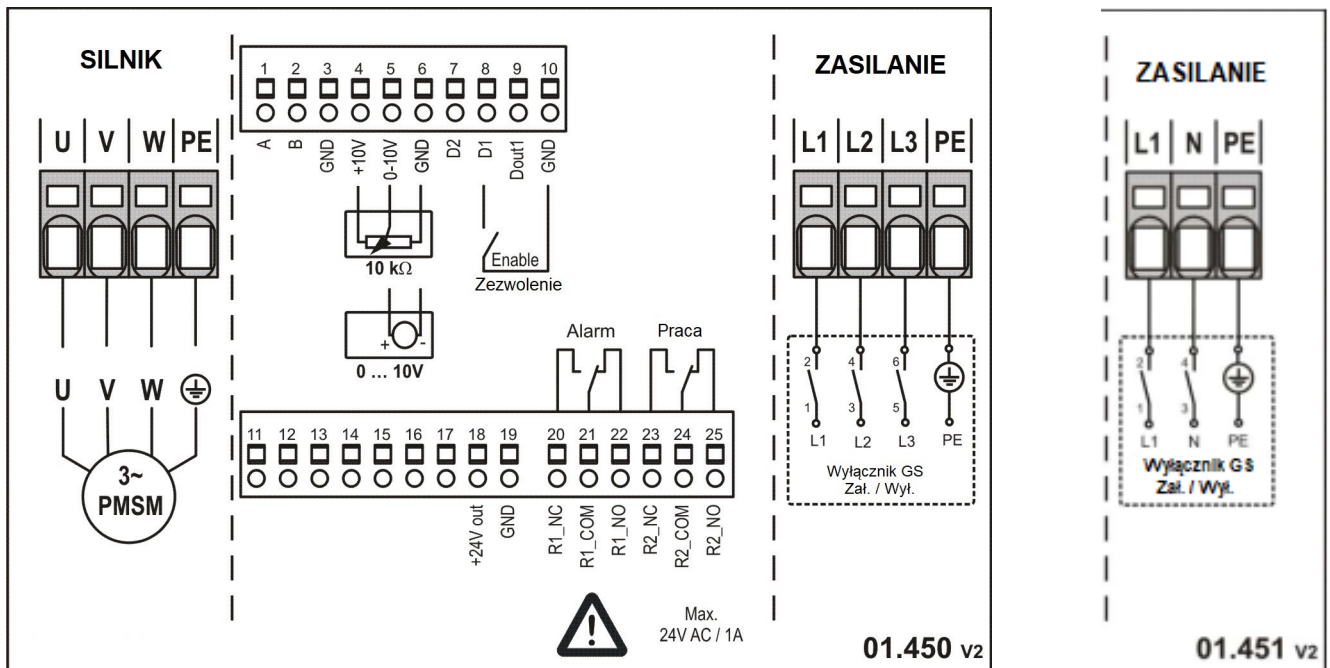 SILNIK
U V W PE
U V W
3~
PMSM
1 2 3 4 5 6 7 8 9 10
A B GND +10V 0-10V GND D2 D1 Dout1 GND
10 kΩ
Enable
Zezwolenie
+ -
0 ... 10V
Alarm Praca
11 12 13 14 15 16 17 18 19 20 21 22 23 24 25
+24V out GND R1_NC R1_COM R1_NO R2_NC R2_COM R2_NO
Max.
24V AC / 1A
ZASILANIE
L1 L2 L3 PE
2 4 6
1 3 5
L1 L2 L3 PE
Wyłącznik GS
Zał. / Wył.
01.450 V2
ZASILANIE
L1 N PE
2 4
1 3
L1 N PE
Wyłącznik GS
Zał. / Wył.
01.451 V2